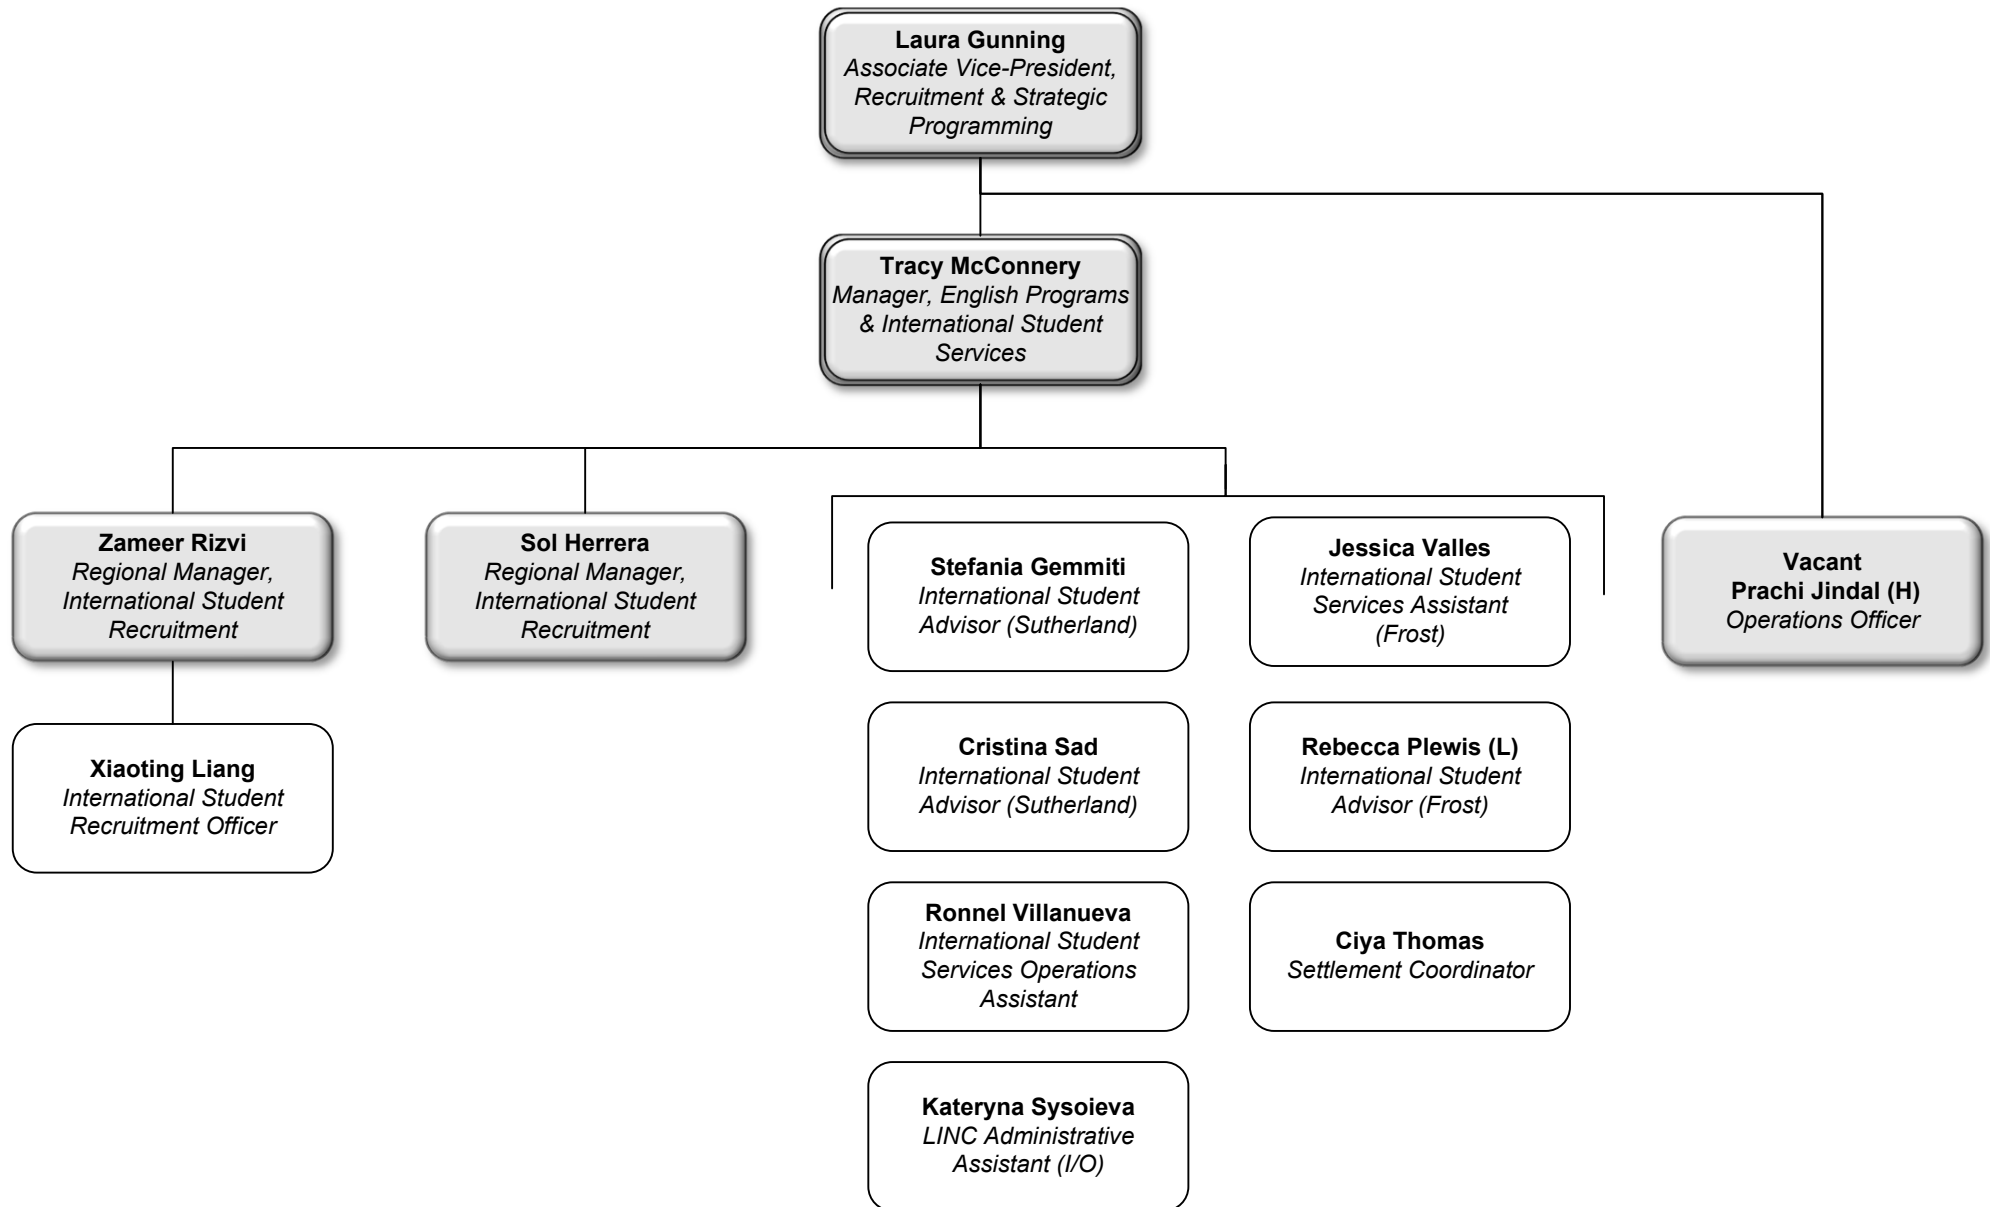 Laura Gunning
Associate Vice-President,
Recruitment & Strategic
Programming
Tracy McConnery
Manager, English Programs
& International Student
Services
Zameer Rizvi
Regional Manager,
International Student
Recruitment
Sol Herrera
Regional Manager,
International Student
Recruitment
Stefania Gemmiti
International Student
Advisor (Sutherland)
Jessica Valles
International Student
Services Assistant
(Frost)
Vacant
Prachi Jindal (H)
Operations Officer
Xiaoting Liang
International Student
Recruitment Officer
Cristina Sad
International Student
Advisor (Sutherland)
Rebecca Plewis (L)
International Student
Advisor (Frost)
Ronnel Villanueva
International Student
Services Operations
Assistant
Ciya Thomas
Settlement Coordinator
Kateryna Sysoieva
LINC Administrative
Assistant (I/O)